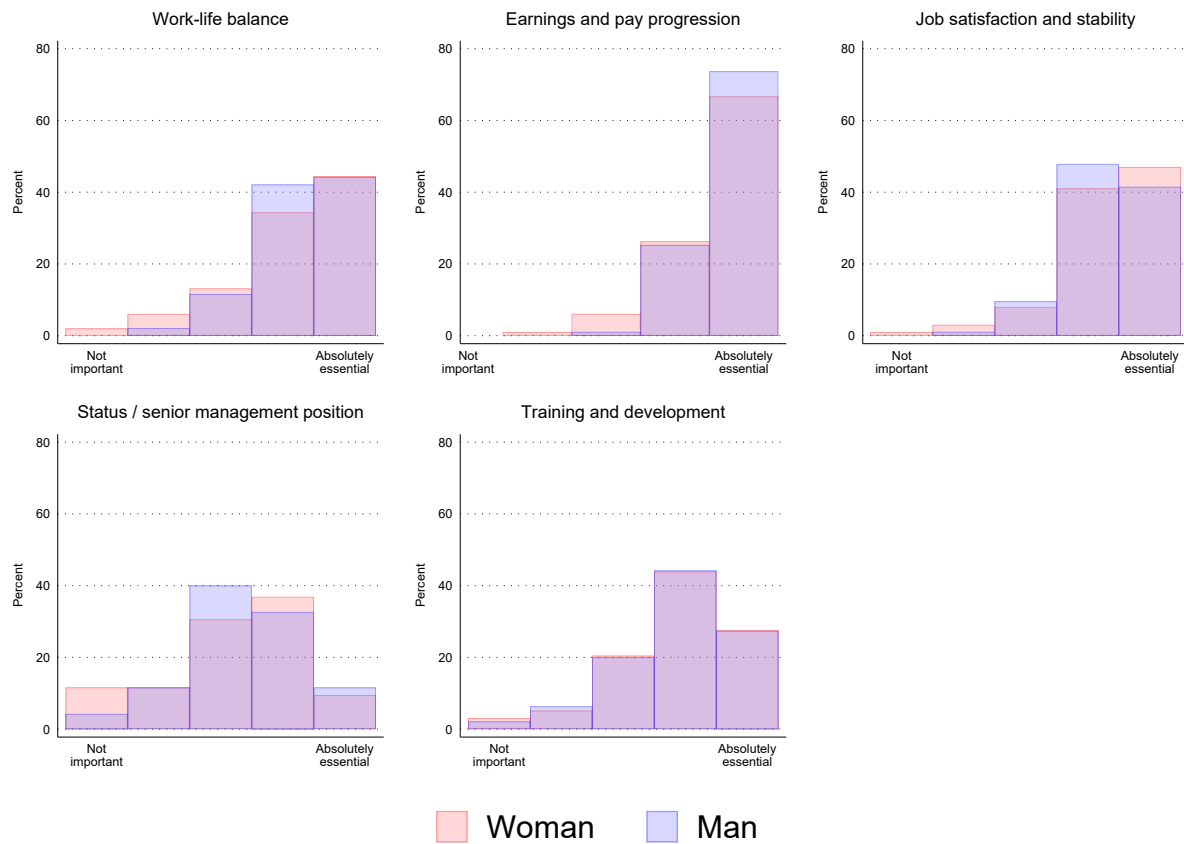 Work-life balance
Percent
80
60
40
20
0
Not
important
Absolutely
essential
Earnings and pay progression
Percent
80
60
40
20
0
Not
important
Absolutely
essential
Job satisfaction and stability
Percent
80
60
40
20
0
Not
important
Absolutely
essential
Status / senior management position
Percent
80
60
40
20
0
Not
important
Absolutely
essential
Training and development
Percent
80
60
40
20
0
Not
important
Absolutely
essential
Woman
Man